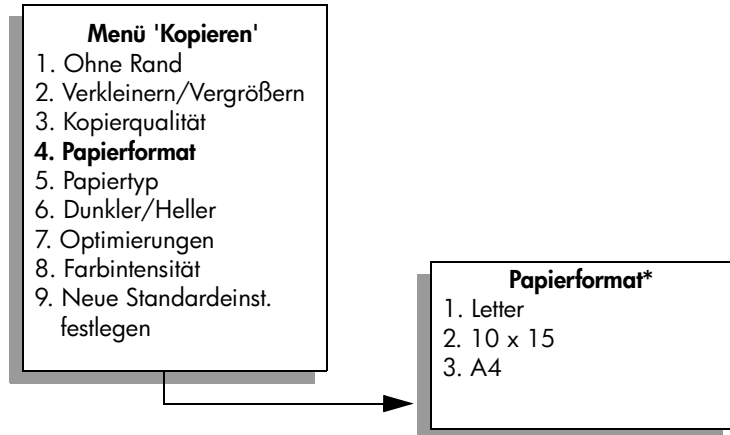 Menü 'Kopieren'
1. Ohne Rand
2. Verkleinern/Vergrößern
3. Kopierqualität
4. Papierformat
5. Papiertyp
6. Dunkler/Heller
7. Optimierungen
8. Farbintensität
9. Neue Standardeinst.
festlegen
Papierformat*
1. Letter
2. 10 x 15
3. A4